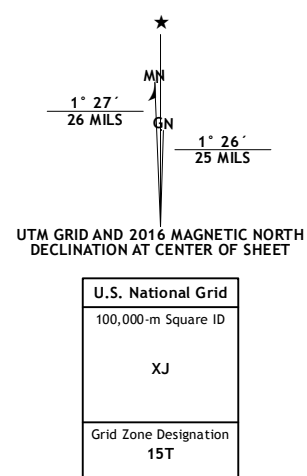 ★
MN
1° 27´
26 MILS
GN
1° 26´
25 MILS
UTM GRID AND 2016 MAGNETIC NORTH
DECLINATION AT CENTER OF SHEET
U.S. National Grid
100,000-m Square ID
XJ
Grid Zone Designation
15T